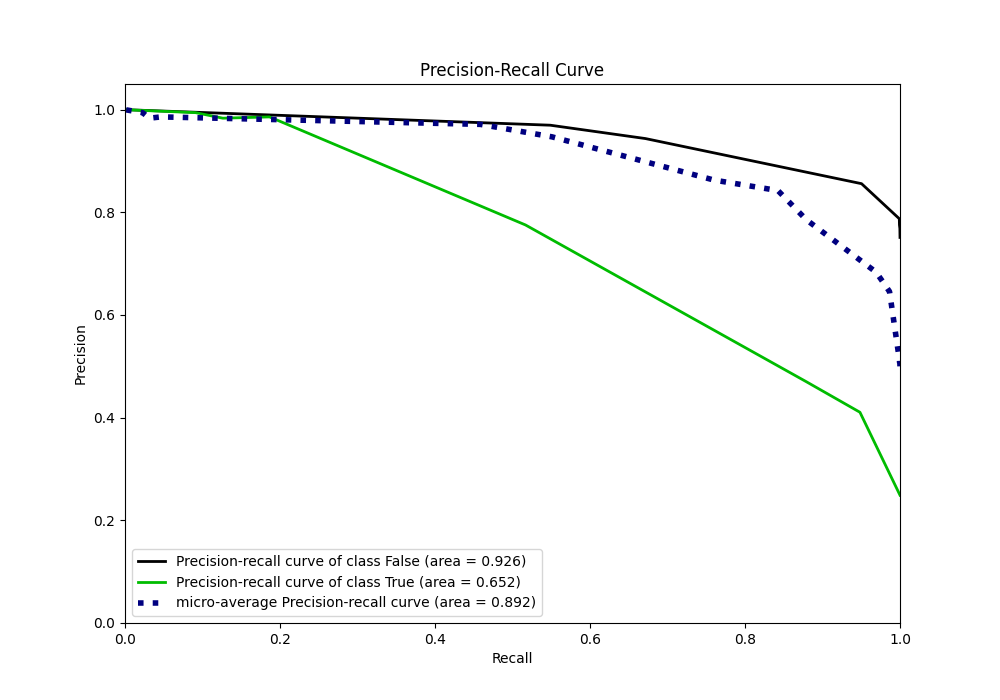 Precision-Recall Curve
1.0
0.8
0.6
0.4
0.2
0.0
Precision
Precision-recall curve of class False (area = 0.926)
Precision-recall curve of class True (area = 0.652)
micro-average Precision-recall curve (area = 0.892)
0.0 0.2 0.4 0.6 0.8 1.0
Recall